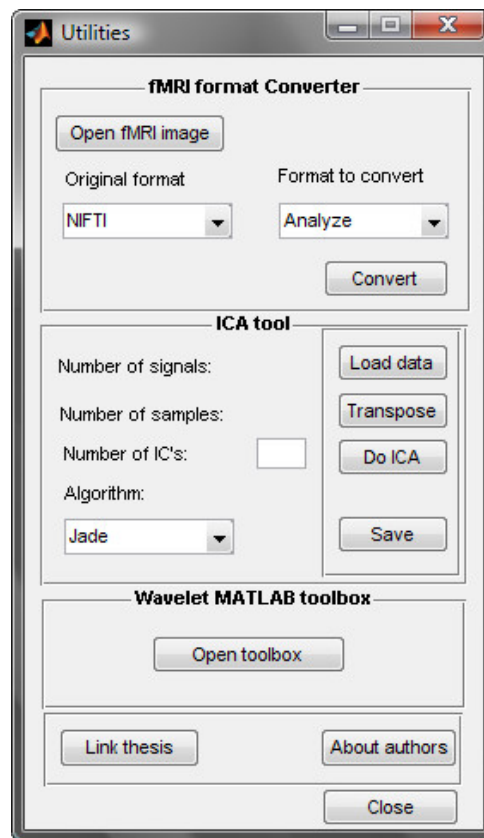 Utilities
fMRI format Converter
Open fMRI image
Original format Format to convert
NIFTI Analyze
Convert
ICA tool
Number of signals: Load data
Number of samples: Transpose
Number of IC's: Do ICA
Algorithm:
Jade Save
Wavelet MATLAB toolbox
Open toolbox
Link thesis About authors
Close